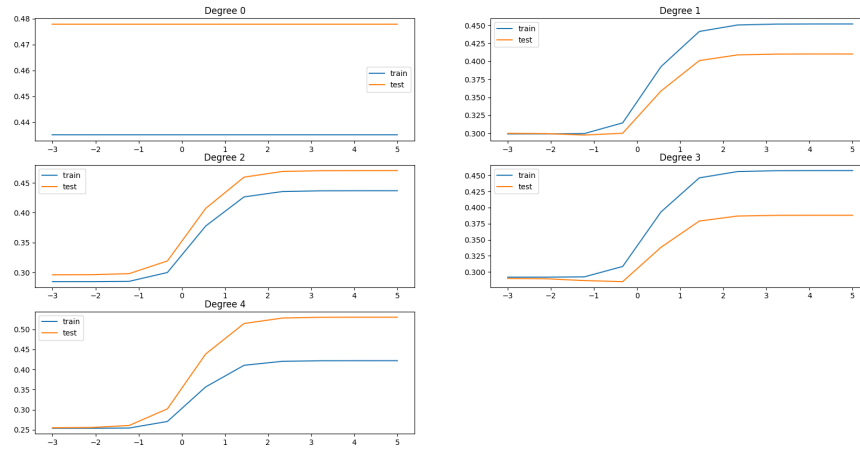 Degree 0
0.48
0.47
0.46
0.45
0.44
train
test
−3 −2 −1 0 1 2 3 4 5
Degree 1
0.450
0.425
0.400
0.375
0.350
0.325
0.300
train
test
−3 −2 −1 0 1 2 3 4 5
Degree 2
0.45
0.40
0.35
0.30
train
test
−3 −2 −1 0 1 2 3 4 5
Degree 3
0.450
0.425
0.400
0.375
0.350
0.325
0.300
train
test
−3 −2 −1 0 1 2 3 4 5
Degree 4
0.50
0.45
0.40
0.35
0.30
0.25
train
test
−3 −2 −1 0 1 2 3 4 5